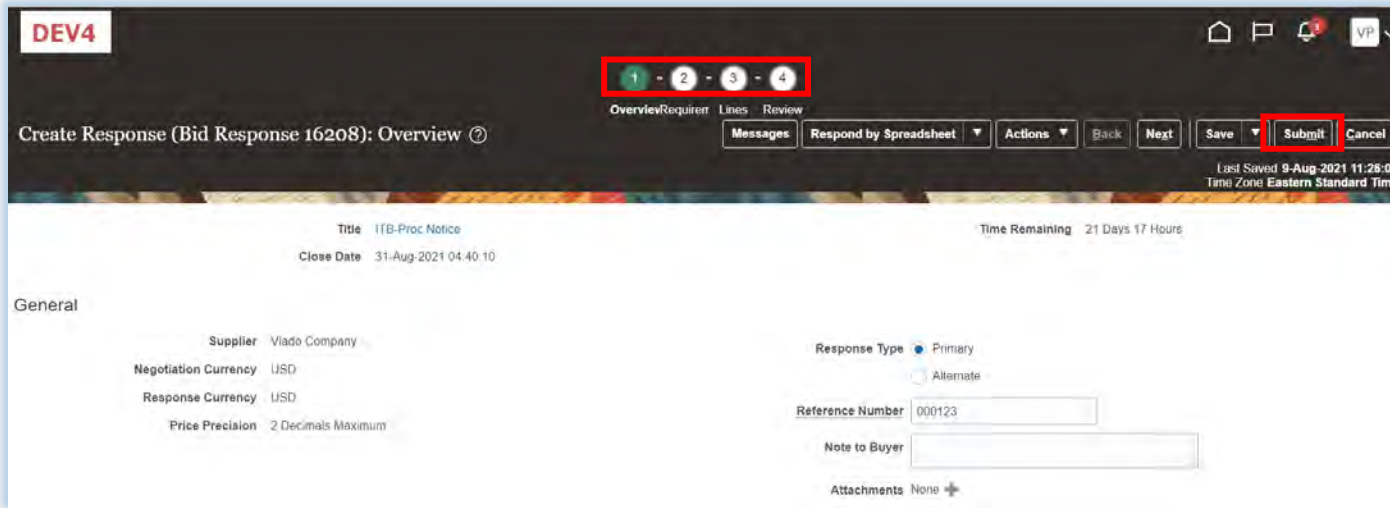 DEV4
1
VP
1 - 2 - 3 - 4
Overview Requirem Lines Review
Create Response (Bid Response 16208): Overview ?
Messages Respond by Spreadsheet Actions Back Next Save Submit Cancel
Last Saved 9-Aug-2021 11:26:0
Time Zone Eastern Standard Tim
Title ITB-Proc Notice
Time Remaining 21 Days 17 Hours
Close Date 31-Aug-2021 04:40:10
General
Supplier Vlado Company
Response Type Primary
Negotiation Currency USD
Alternate
Response Currency USD
Reference Number 000123
Price Precision 2 Decimals Maximum
Note to Buyer
Attachments None